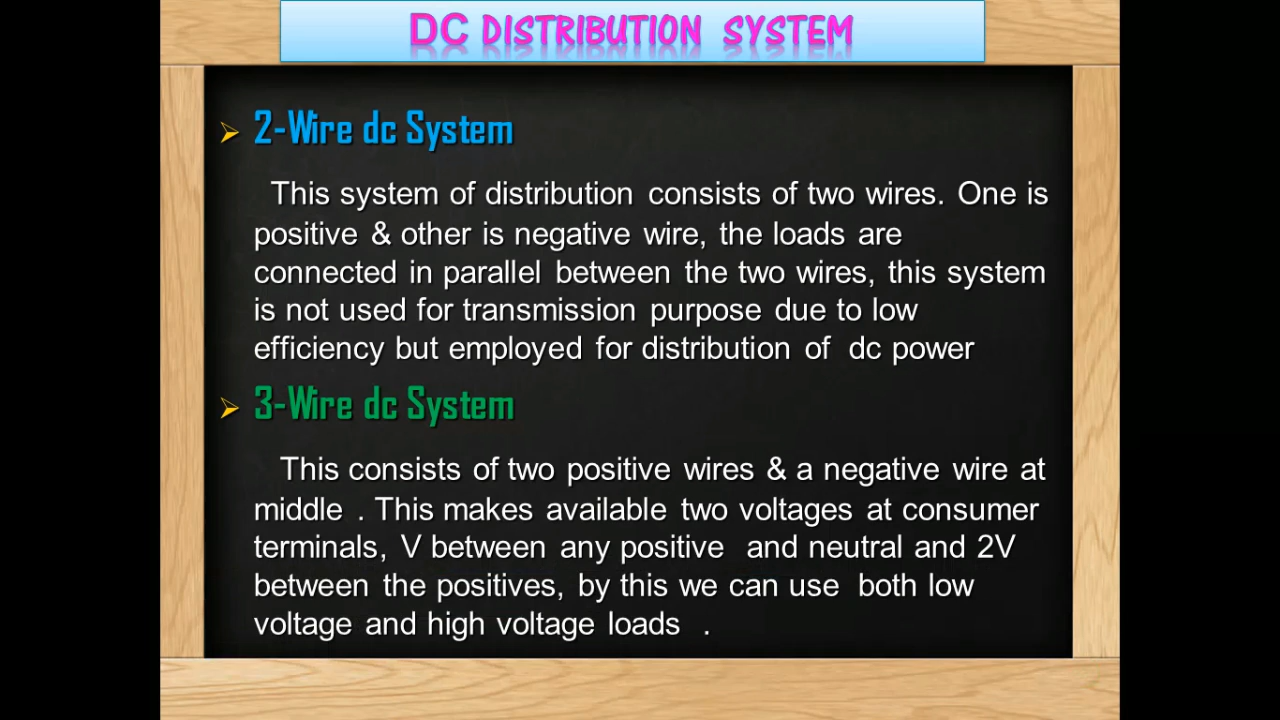 DC DISTRIBUTION SYSTEM
2-Wire dc System
This system of distribution consists of two wires. One is
positive & other is negative wire, the loads are
connected in parallel between the two wires, this system
is not used for transmission purpose due to low
efficiency but employed for distribution of dc power
3-Wire dc System
This consists of two positive wires & a negative wire at
middle . This makes available two voltages at consumer
terminals, V between any positive and neutral and 2V
between the positives, by this we can use both low
voltage and high voltage loads .